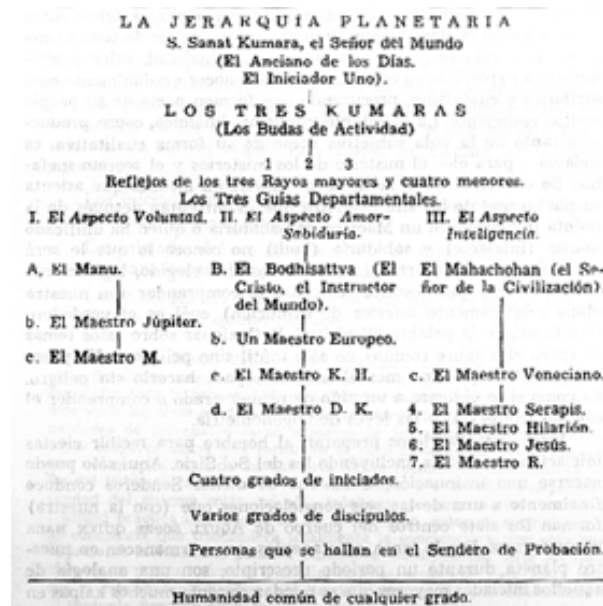 LA JERARQUÍA PLANETARIA
S. Sanat Kumara, el Señor del Mundo
(El Anciano de los Días.
El Iniciador Uno).
LOS TRES KUMARAS
(Los Budas de Actividad)
1 2 3
Reflejos de los tres Rayos mayores y cuatro menores.
Los Tres Guías Departamentales.
I. El Aspecto Voluntad. II. El Aspecto Amor-Sabiduría. III. El Aspecto Inteligencia.
A. El Manu. B. El Bodhisattva (El Cristo, el Instructor del Mundo). El Mahachohan (el Señor de la Civilización).
b. El Maestro Júpiter. b. Un Maestro Europeo.
c. El Maestro M. c. El Maestro K. H. c. El Maestro Veneciano.
d. El Maestro D. K. 4. El Maestro Serapis.
5. El Maestro Hilarión.
6. El Maestro Jesús.
7. El Maestro R.
Cuatro grados de iniciados.
Varios grados de discípulos.
Personas que se hallan en el Sendero de Probación.
Humanidad común de cualquier grado.